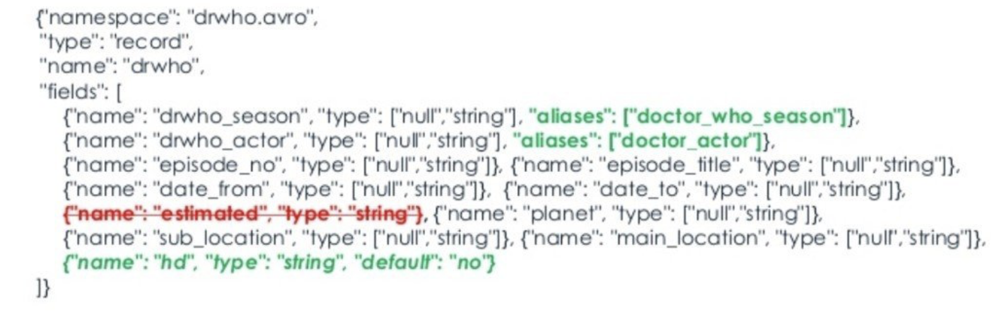 {"namespace": "drwho.avro",
"type": "record",
"name": "drwho",
"fields": [
{"name": "drwho_season", "type": ["null","string"], "aliases": ["doctor_who_season"]},
{"name": "drwho_actor", "type": ["null","string"], "aliases": ["doctor_actor"]},
{"name": "episode_no", "type": ["null","string"]}, {"name": "episode_title", "type": ["null","string"]},
{"name": "date_from", "type": ["null","string"]}, {"name": "date_to", "type": ["null","string"]},
{"name": "estimated", "type": "string"}, {"name": "planet", "type": ["null","string"]},
{"name": "sub_location", "type": ["null","string"]}, {"name": "main_location", "type": ["null","string"]},
{"name": "hd", "type": "string", "default": "no"}
]}